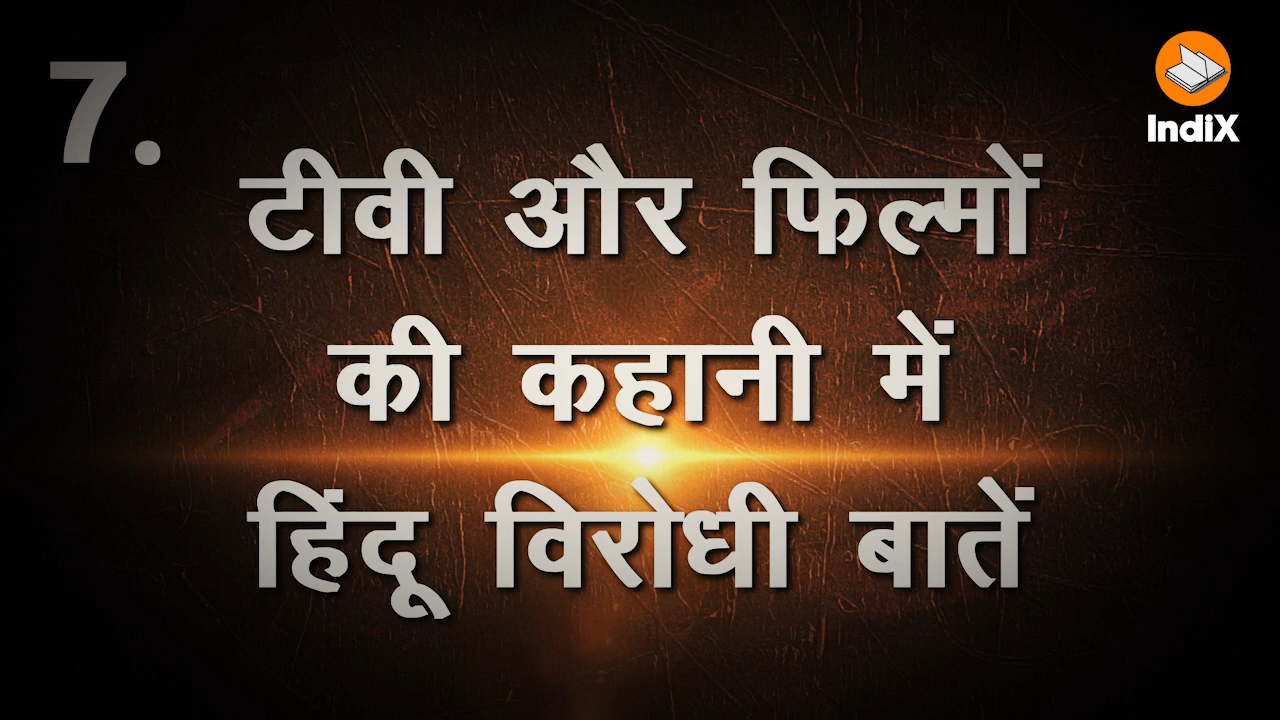 7.
IndiX
टीवी और फिल्मों
की कहानी में
हिंदू विरोधी बातें